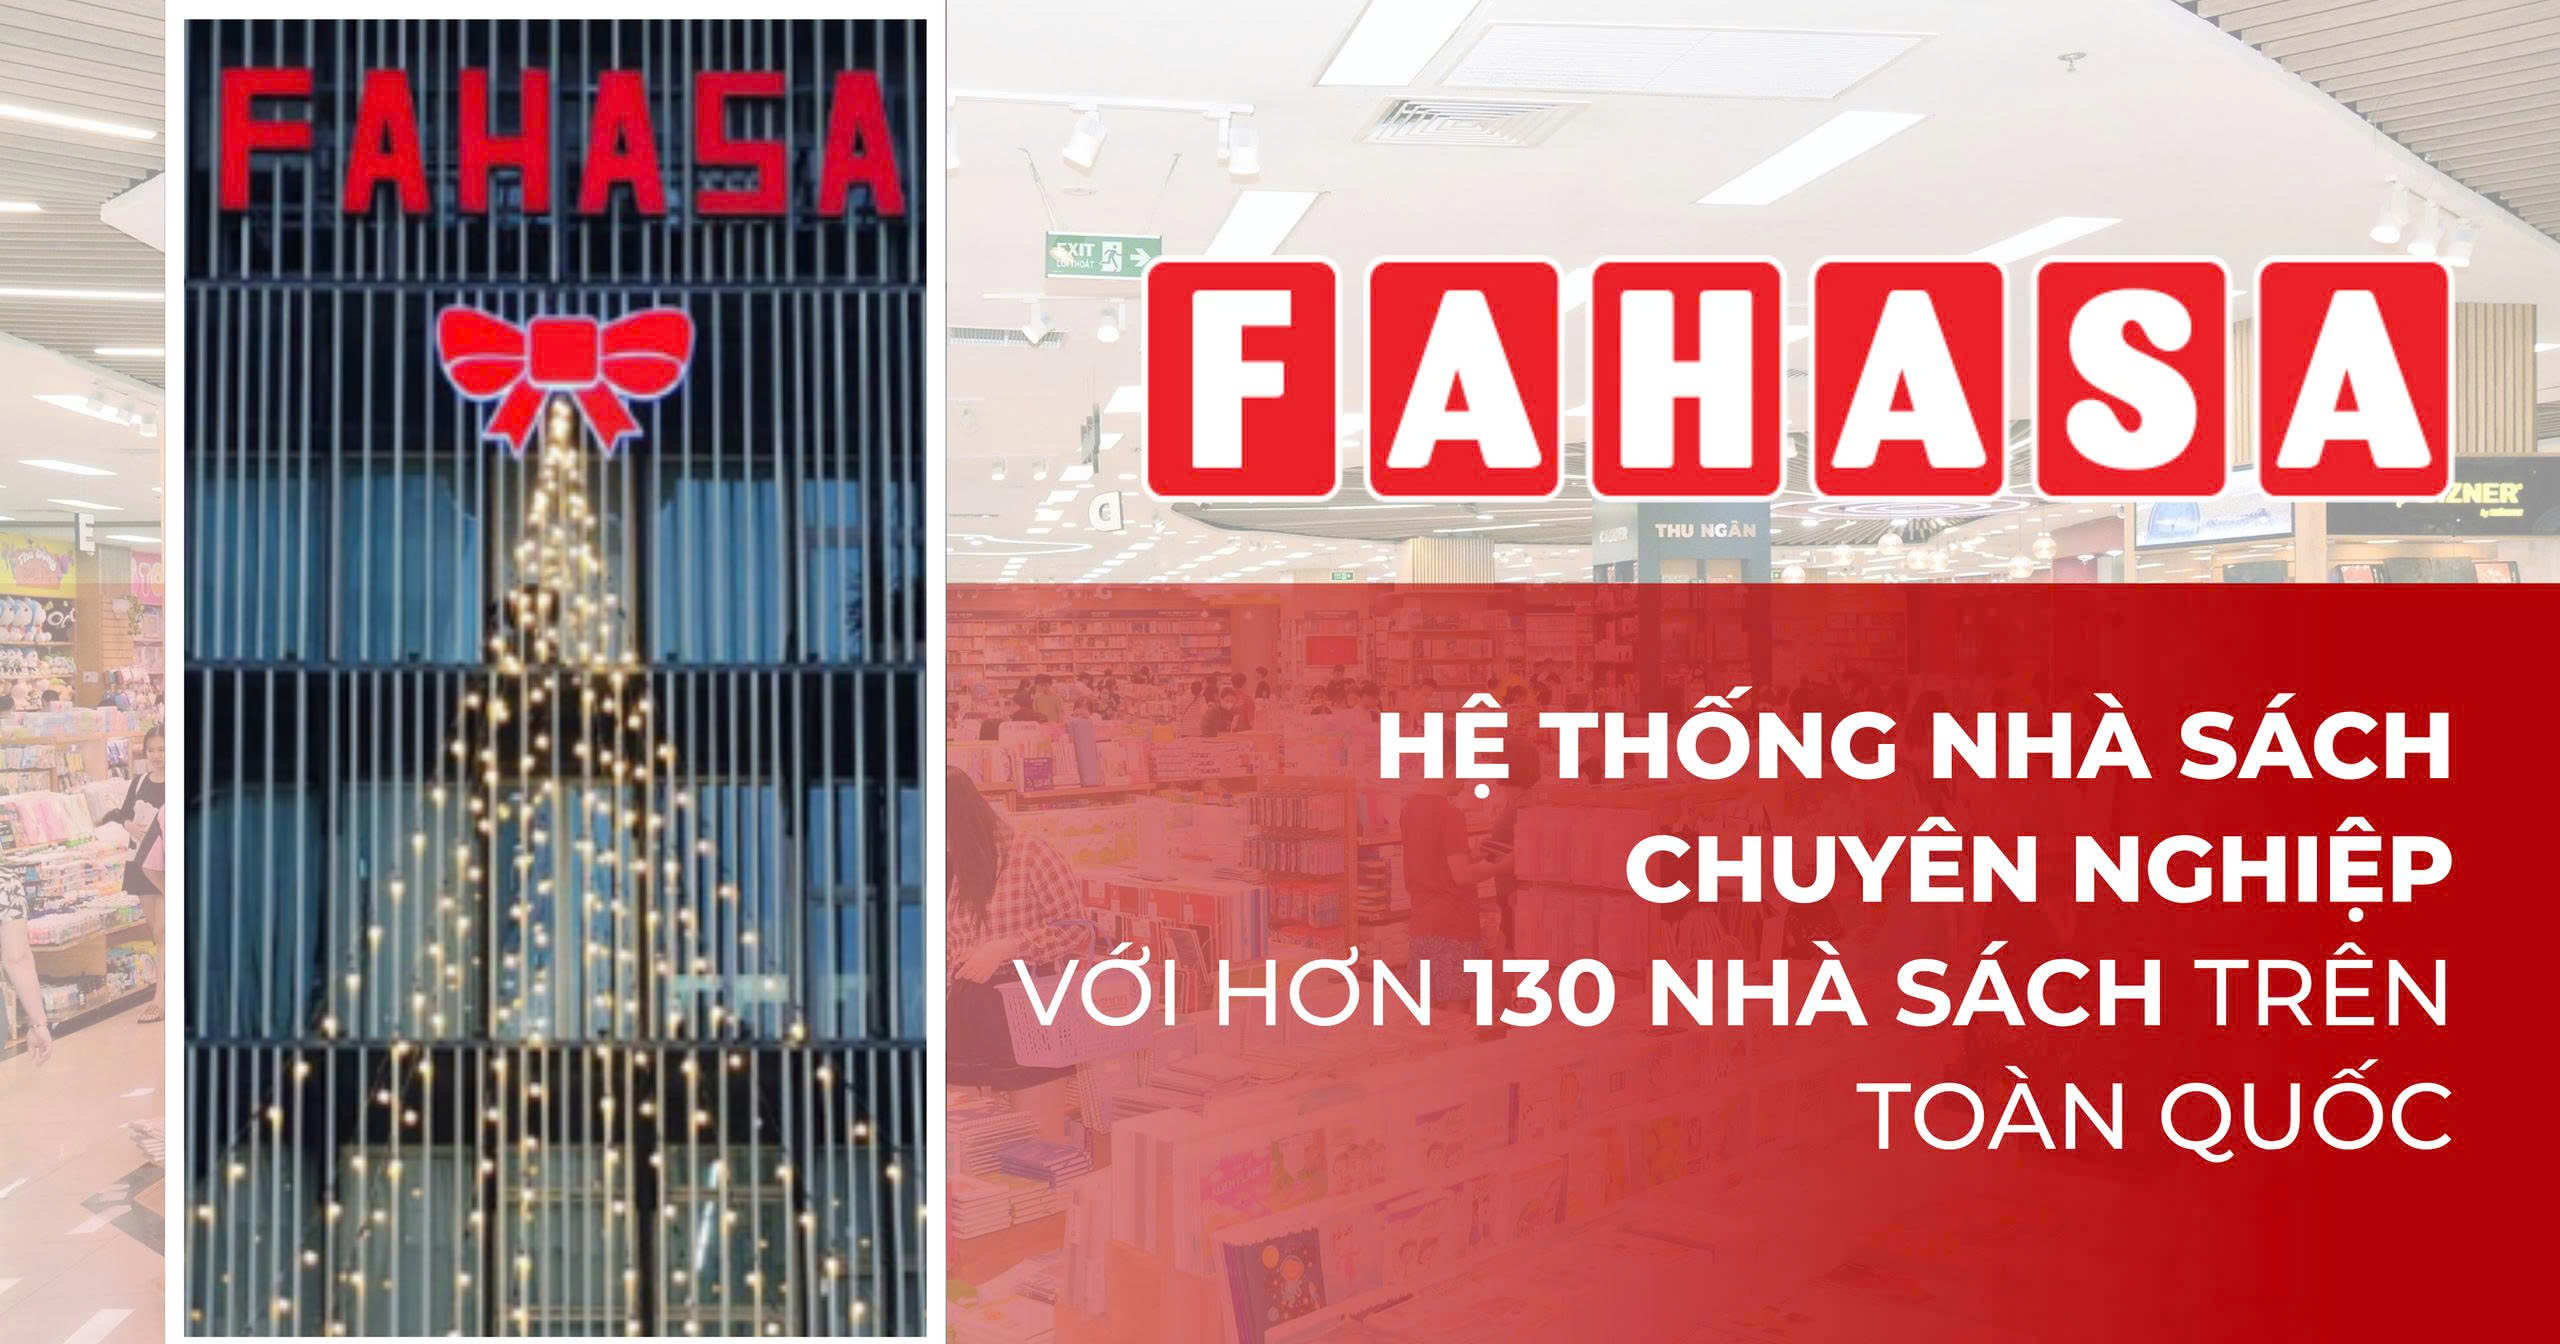 FAHASA
FAHASA
EXIT
THU NGÂN
HỆ THỐNG NHÀ SÁCH
CHUYÊN NGHIỆP
VỚI HƠN 130 NHÀ SÁCH TRÊN
TOÀN QUỐC